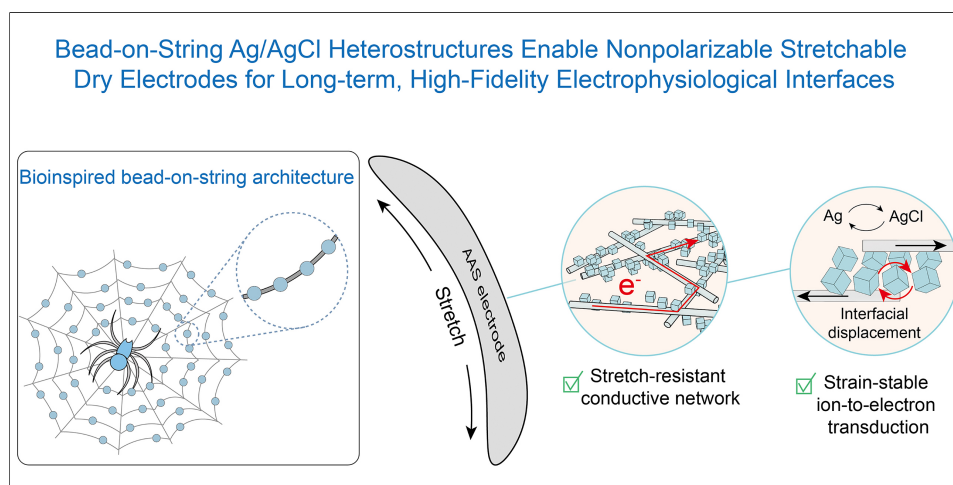 Bead-on-String Ag/AgCl Heterostructures Enable Nonpolarizable Stretchable
Dry Electrodes for Long-term, High-Fidelity Electrophysiological Interfaces
Bioinspired bead-on-string architecture
Stretch
AAS electrode
e-
Stretch-resistant
conductive network
Ag
AgCl
Interfacial
displacement
Strain-stable
ion-to-electron
transduction